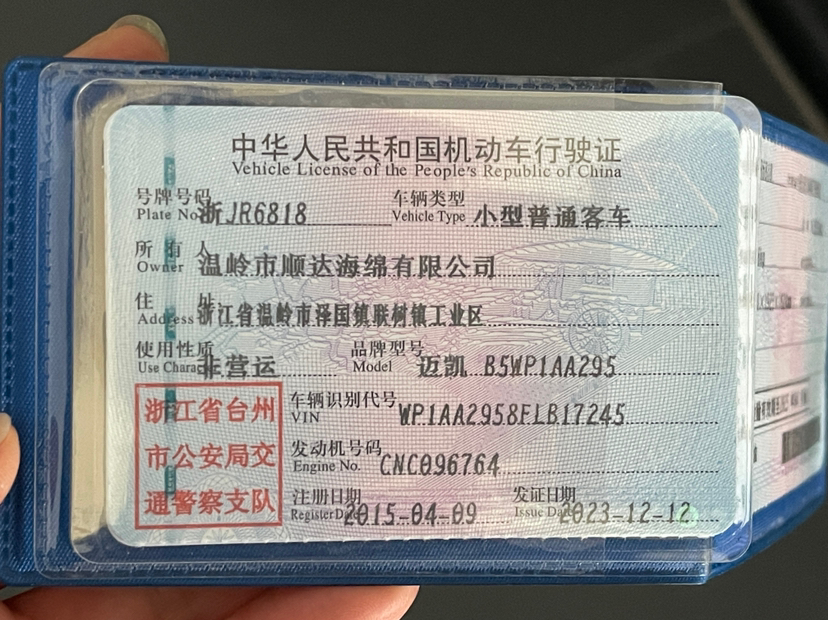 中华人民共和国机动车行驶证
Vehicle License of the People's Republic of China
号牌号码 浙JR6818 车辆类型 小型普通客车
Plate No. Vehicle Type
所有人 温岭市顺达海绵有限公司
Owner
住址 浙江省温岭市泽国镇联树镇工业区
Address
使用性质 非营运 品牌型号 迈凯 B5WP1AA295
Use Charac Model
浙江省台州
市公安局交
通警察支队
车辆识别代号 WP1AA2958FLB17245
VIN
发动机号码 CNC096764
Engine No.
注册日期 2015-04-09 发证日期 2023-12-12
Register Date Issue Date